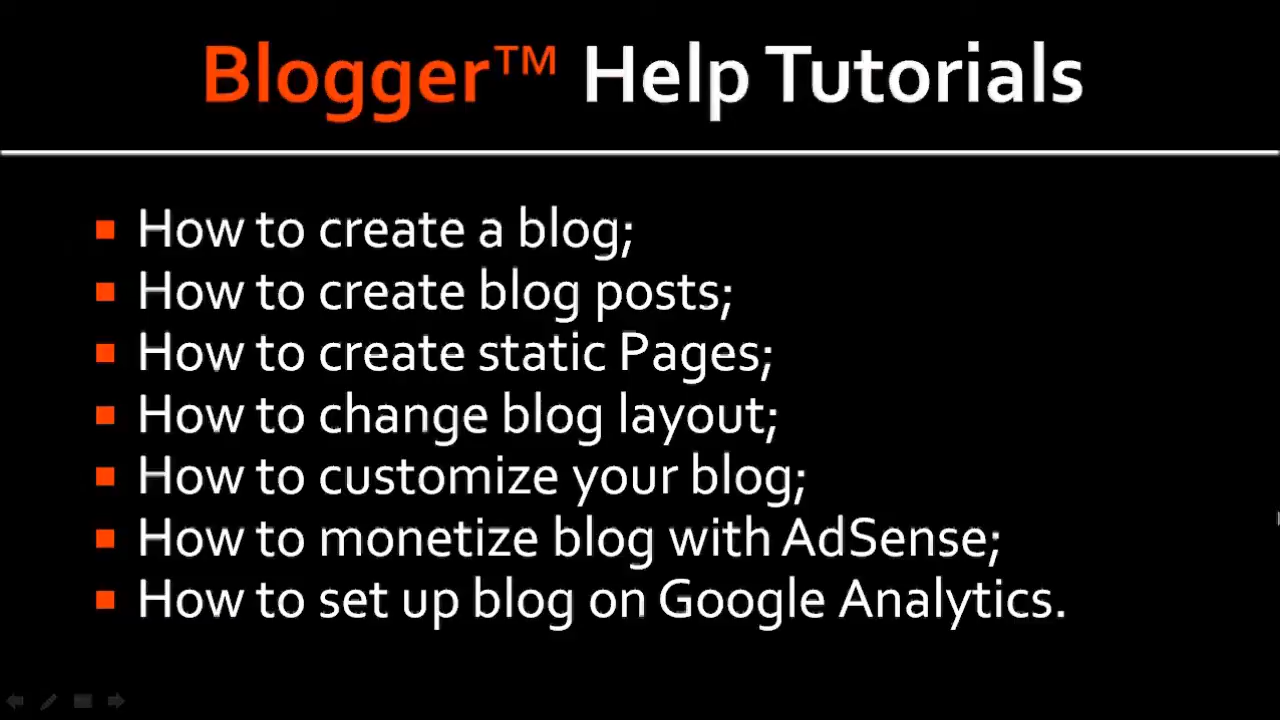 Blogger™ Help Tutorials
How to create a blog;
How to create blog posts;
How to create static Pages;
How to change blog layout;
How to customize your blog;
How to monetize blog with AdSense;
How to set up blog on Google Analytics.